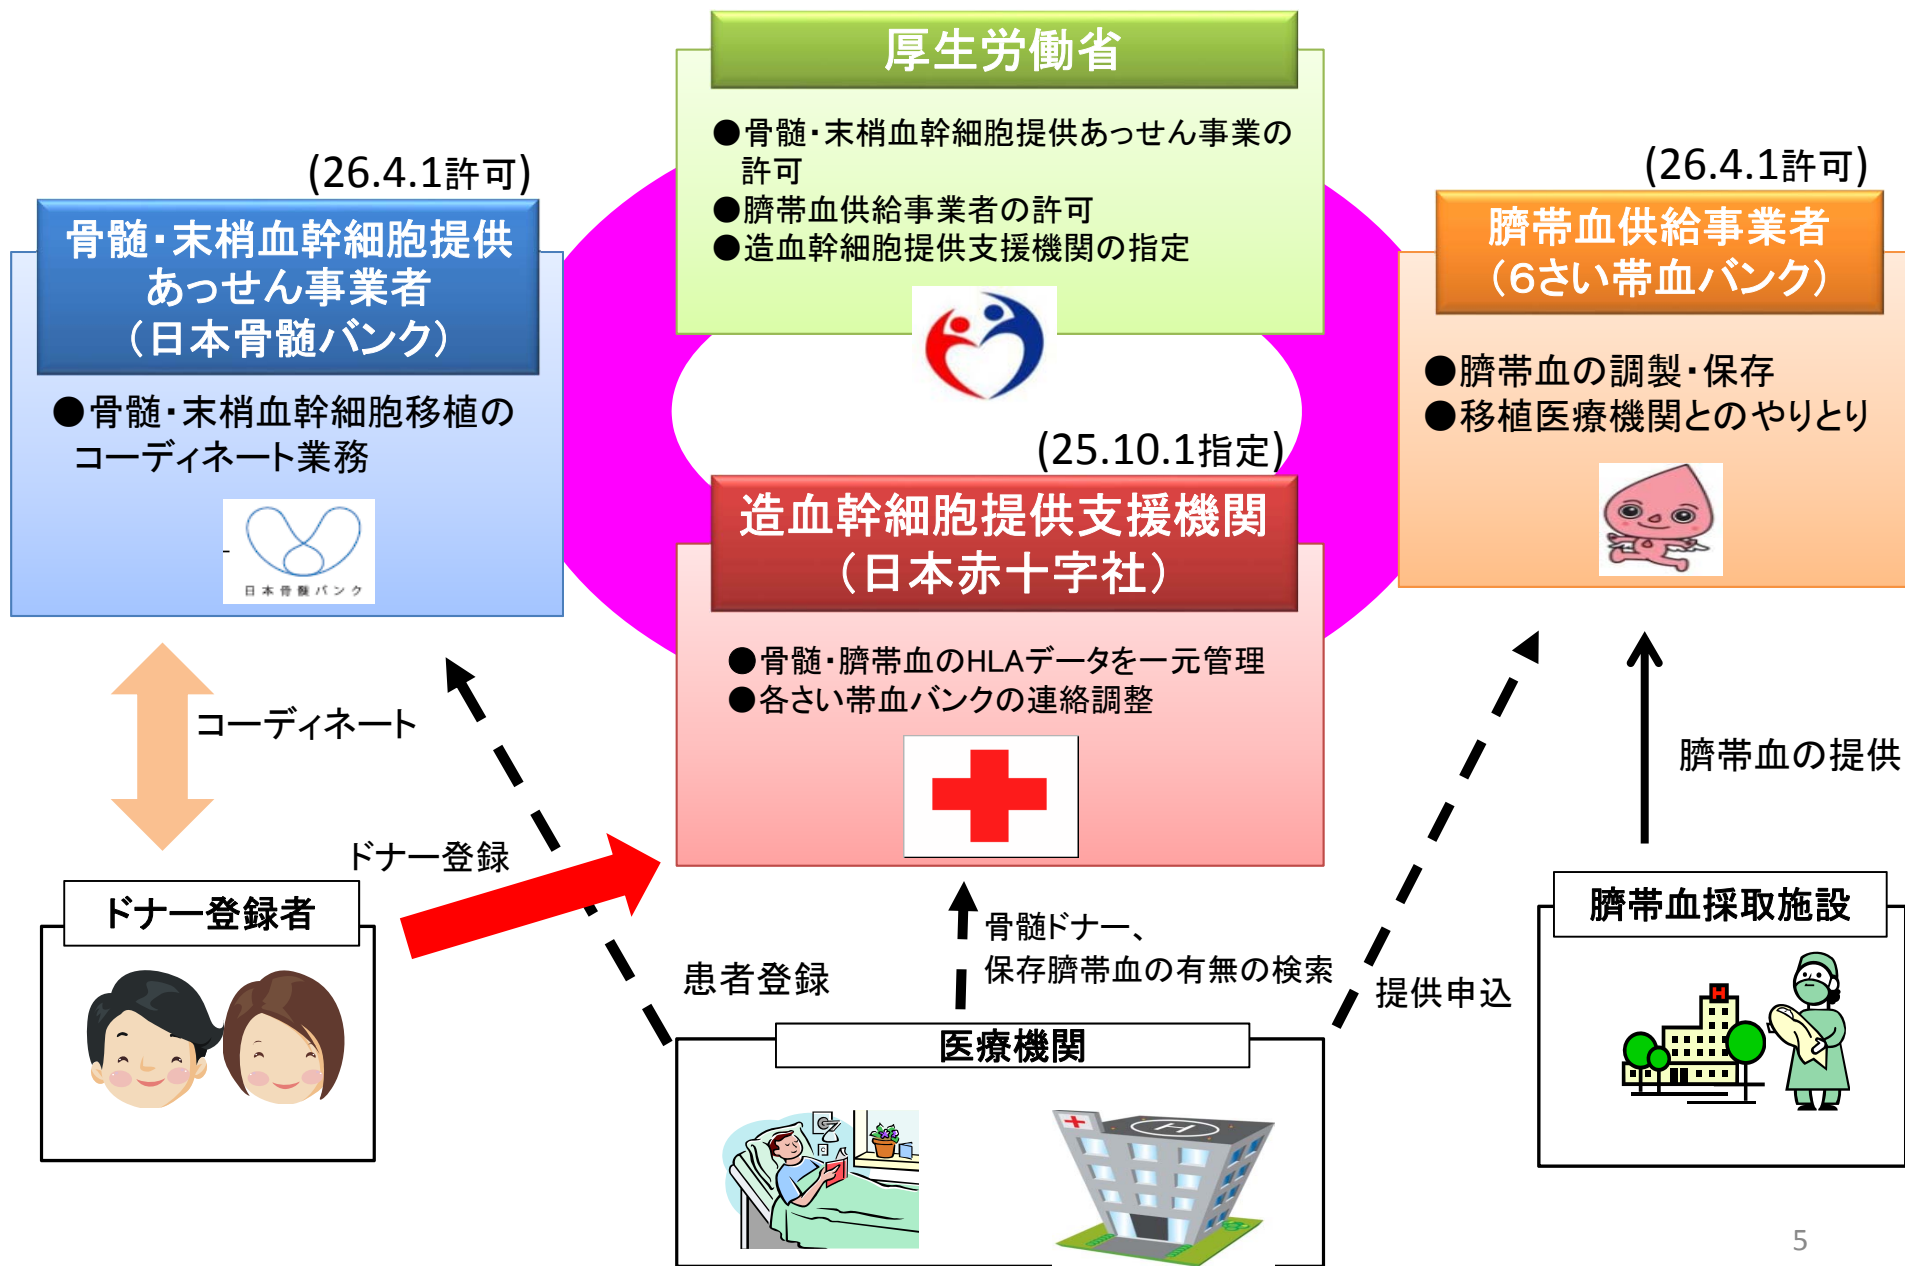 厚生労働省
●骨髄・末梢血幹細胞提供あっせん事業の
許可
●臍帯血供給事業者の許可
●造血幹細胞提供支援機関の指定
(26.4.1許可)
骨髄・末梢血幹細胞提供
あっせん事業者
（日本骨髄バンク）
●骨髄・末梢血幹細胞移植の
コーディネート業務
日本骨髄バンク
(26.4.1許可)
臍帯血供給事業者
（６さい帯血バンク）
●臍帯血の調製・保存
●移植医療機関とのやりとり
(25.10.1指定)
造血幹細胞提供支援機関
（日本赤十字社）
●骨髄・臍帯血のHLAデータを一元管理
●各さい帯血バンクの連絡調整
コーディネート
臍帯血の提供
ドナー登録
ドナー登録者
臍帯血採取施設
骨髄ドナー、
保存臍帯血の有無の検索
患者登録
提供申込
医療機関
H
H
5